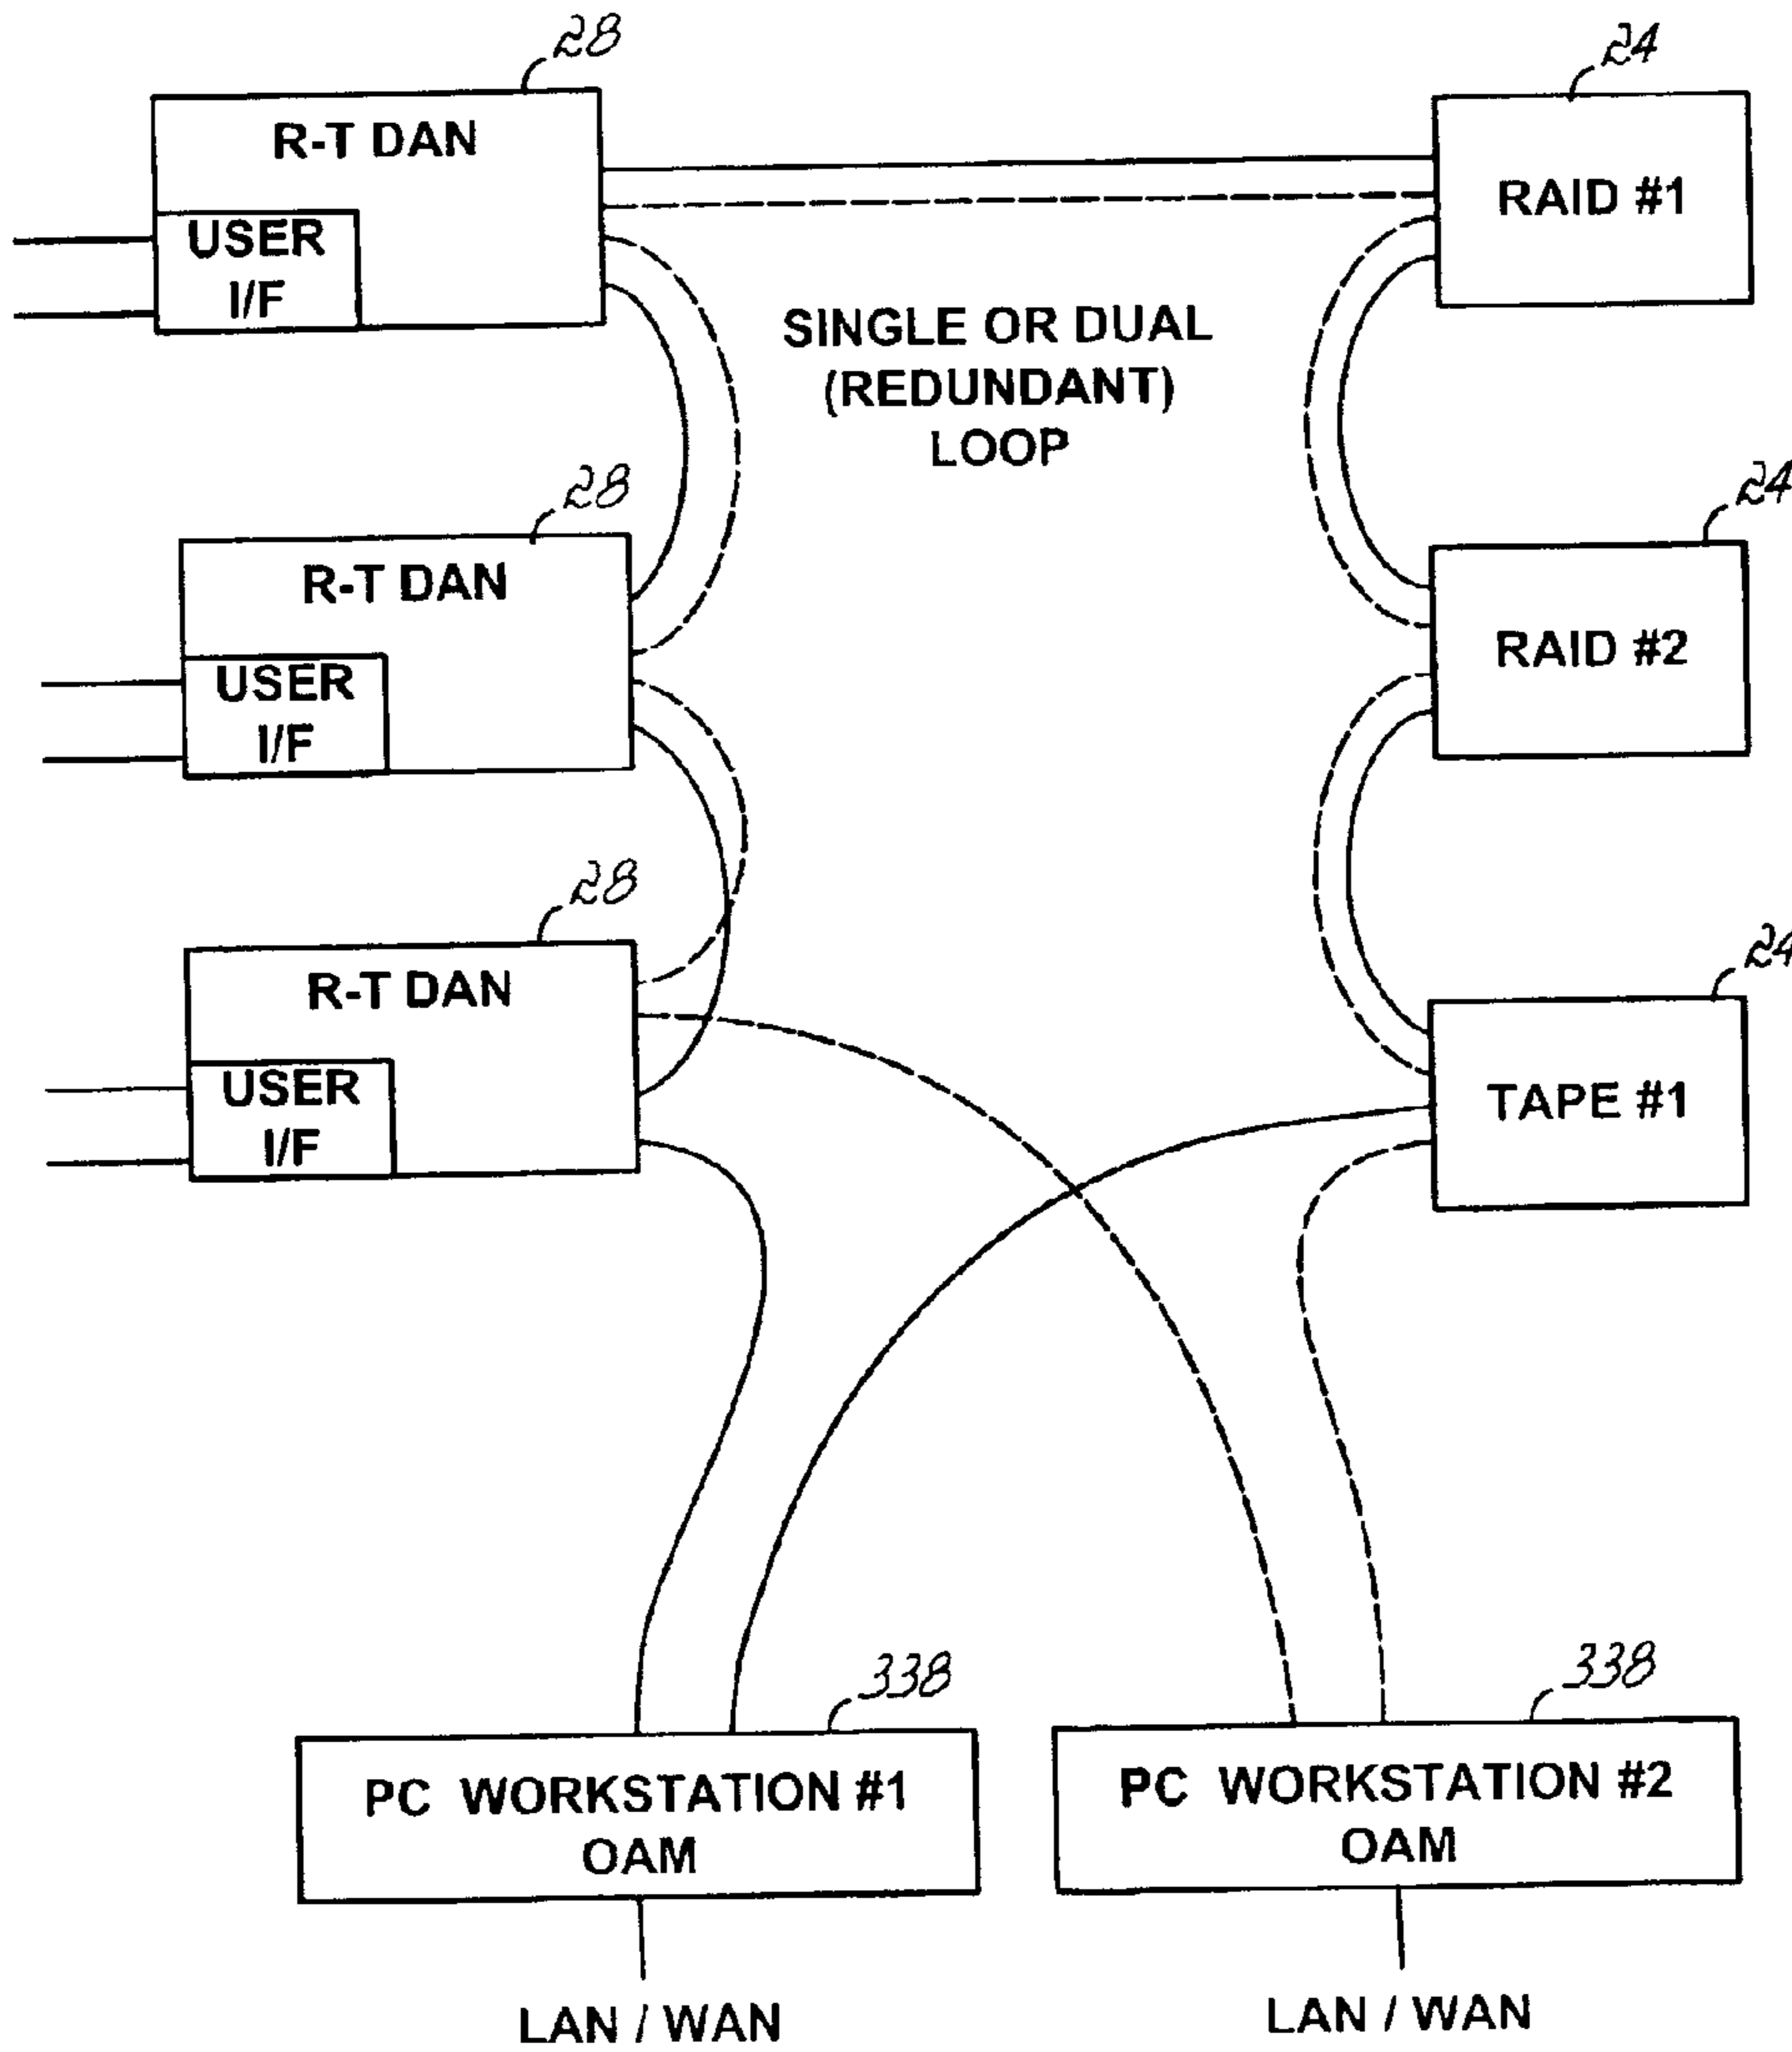 28
24
R-T DAN
RAID #1
USER
I/F
SINGLE OR DUAL
(REDUNDANT)
LOOP
28
24
R-T DAN
RAID #2
USER
I/F
28
24
R-T DAN
TAPE #1
USER
I/F
338
338
PC WORKSTATION #1
OAM
PC WORKSTATION #2
OAM
LAN / WAN
LAN / WAN